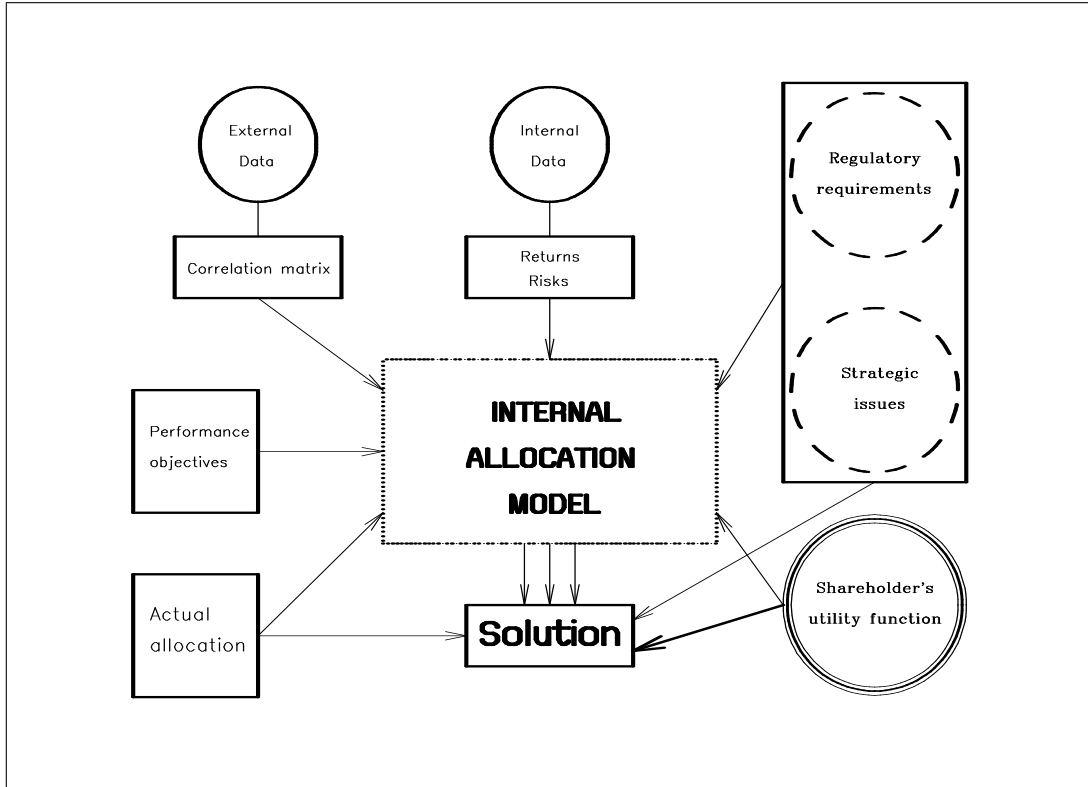 External
Data
Internal
Data
Regulatory
requirements
Correlation matrix
Returns
Risks
Strategic
issues
INTERNAL
ALLOCATION
MODEL
Performance
objectives
Actual
allocation
Solution
Shareholder's
utility function